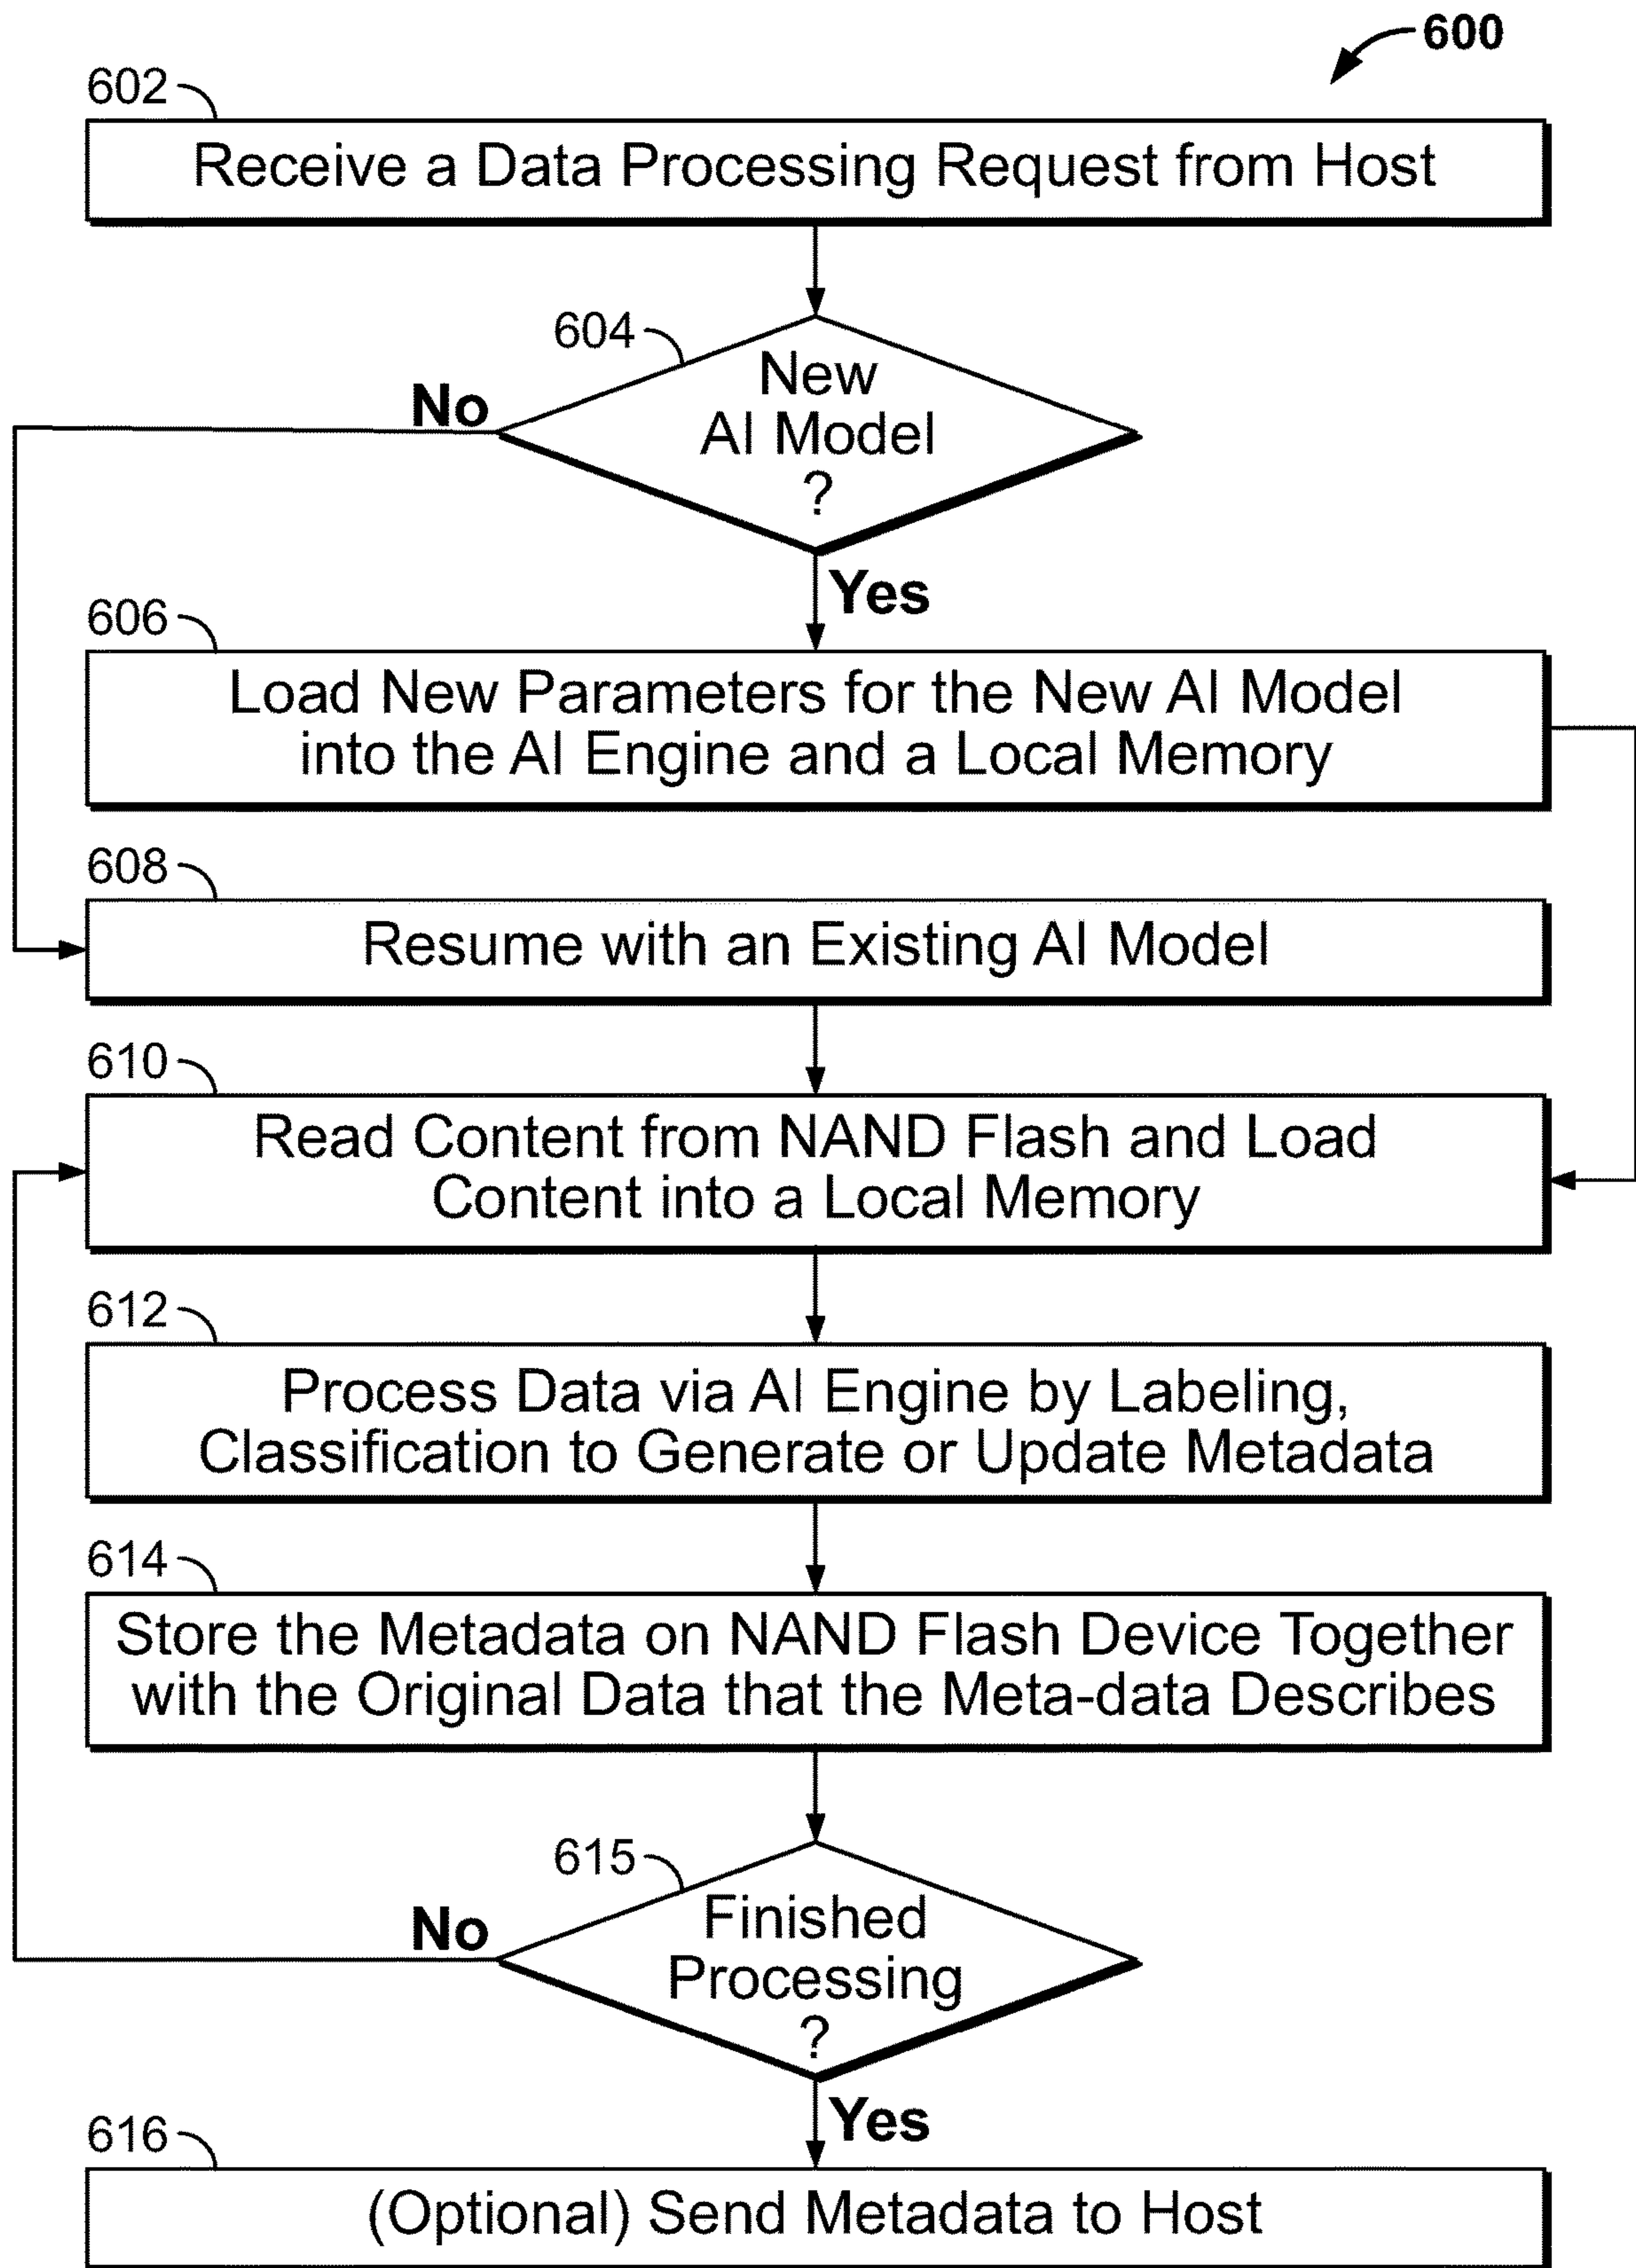 600
602
Receive a Data Processing Request from Host
604
New
AI Model
?
No
Yes
606
Load New Parameters for the New AI Model
into the AI Engine and a Local Memory
608
Resume with an Existing AI Model
610
Read Content from NAND Flash and Load
Content into a Local Memory
612
Process Data via AI Engine by Labeling,
Classification to Generate or Update Metadata
614
Store the Metadata on NAND Flash Device Together
with the Original Data that the Meta-data Describes
615
Finished
Processing
?
No
Yes
616
(Optional) Send Metadata to Host